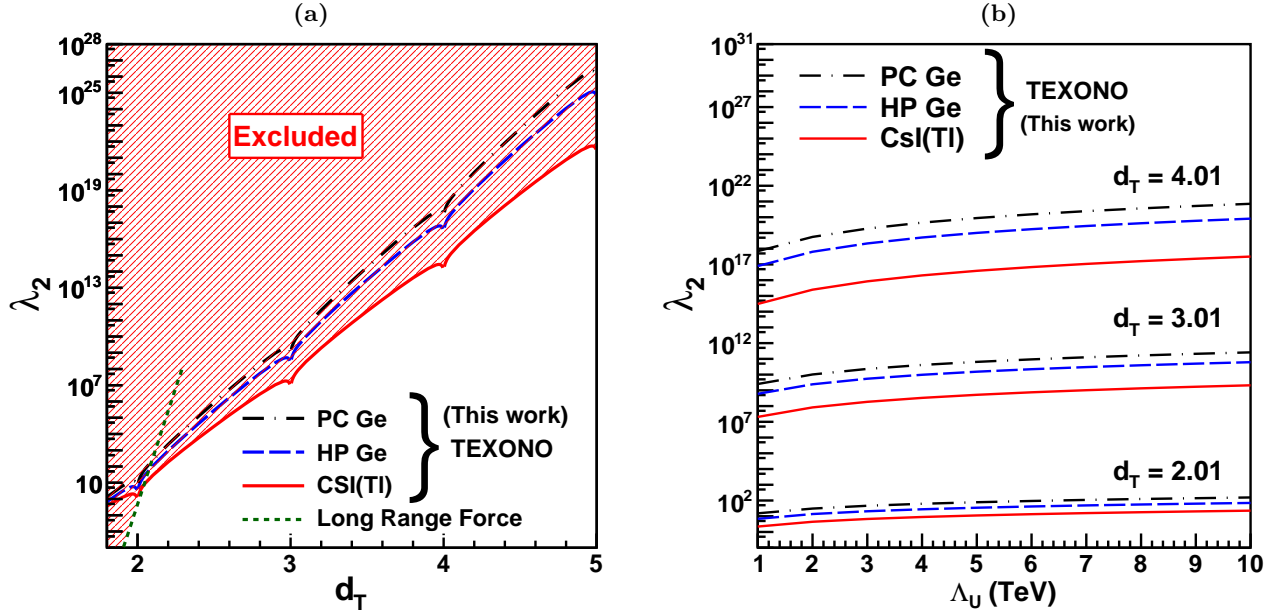 (a)
10^28
10^25
10^19
10^13
10^7
10
λ_2
Excluded
PC Ge
HP Ge
CSI(Tl)
Long Range Force
(This work)
TEXONO
2
3
4
5
d_T
(b)
10^31
10^27
10^22
10^17
10^12
10^7
10^2
λ_2
PC Ge
HP Ge
CsI(Tl)
TEXONO
(This work)
d_T = 4.01
d_T = 3.01
d_T = 2.01
1 2 3 4 5 6 7 8 9 10
Λ_U (TeV)